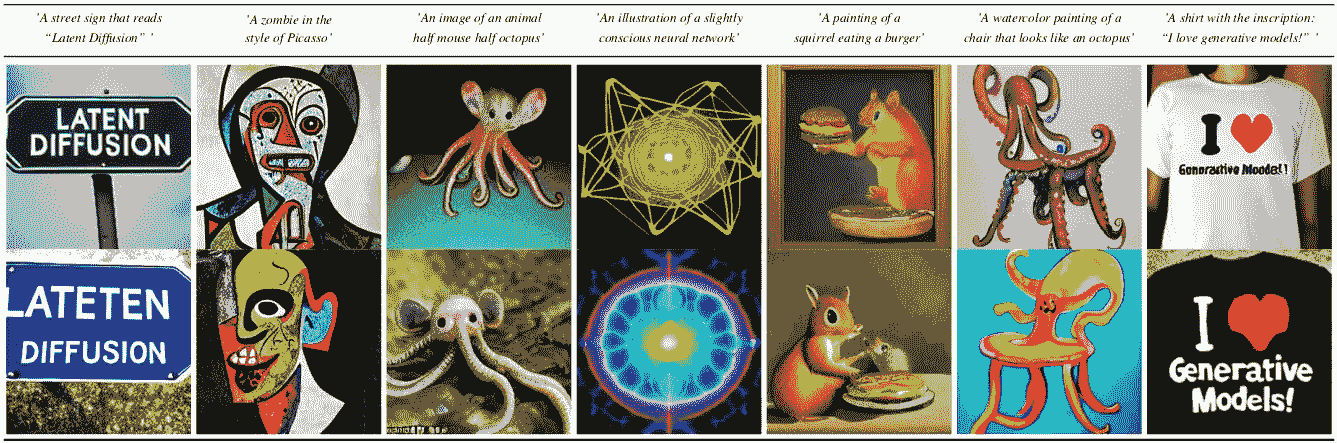 'A street sign that reads
"Latent Diffusion" '
'A zombie in the
style of Picasso'
'An image of an animal
half mouse half octopus'
'An illustration of a slightly
conscious neural network'
'A painting of a
squirrel eating a burger'
'A watercolor painting of a
chair that looks like an octopus'
'A shirt with the inscription:
"I love generative models!" '
LATENT
DIFFUSION
I
Generactive Moodel!!
LATETEN
DIFFUSION
I
Generative
Models!